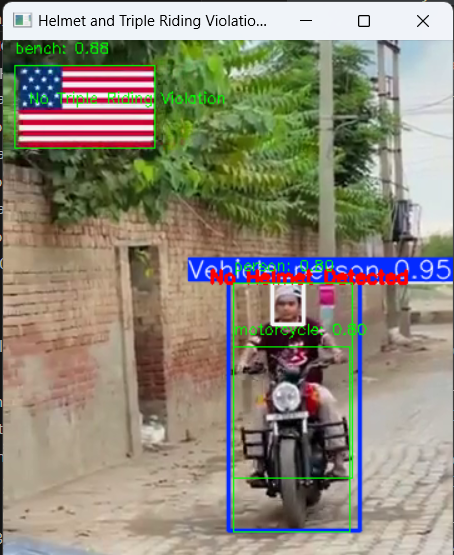 Helmet and Triple Riding Violatio...
bench: 0.88
No Triple Riding Violation
person: 0.89
person 0.95
No Helmet Detected
motorcycle: 0.80